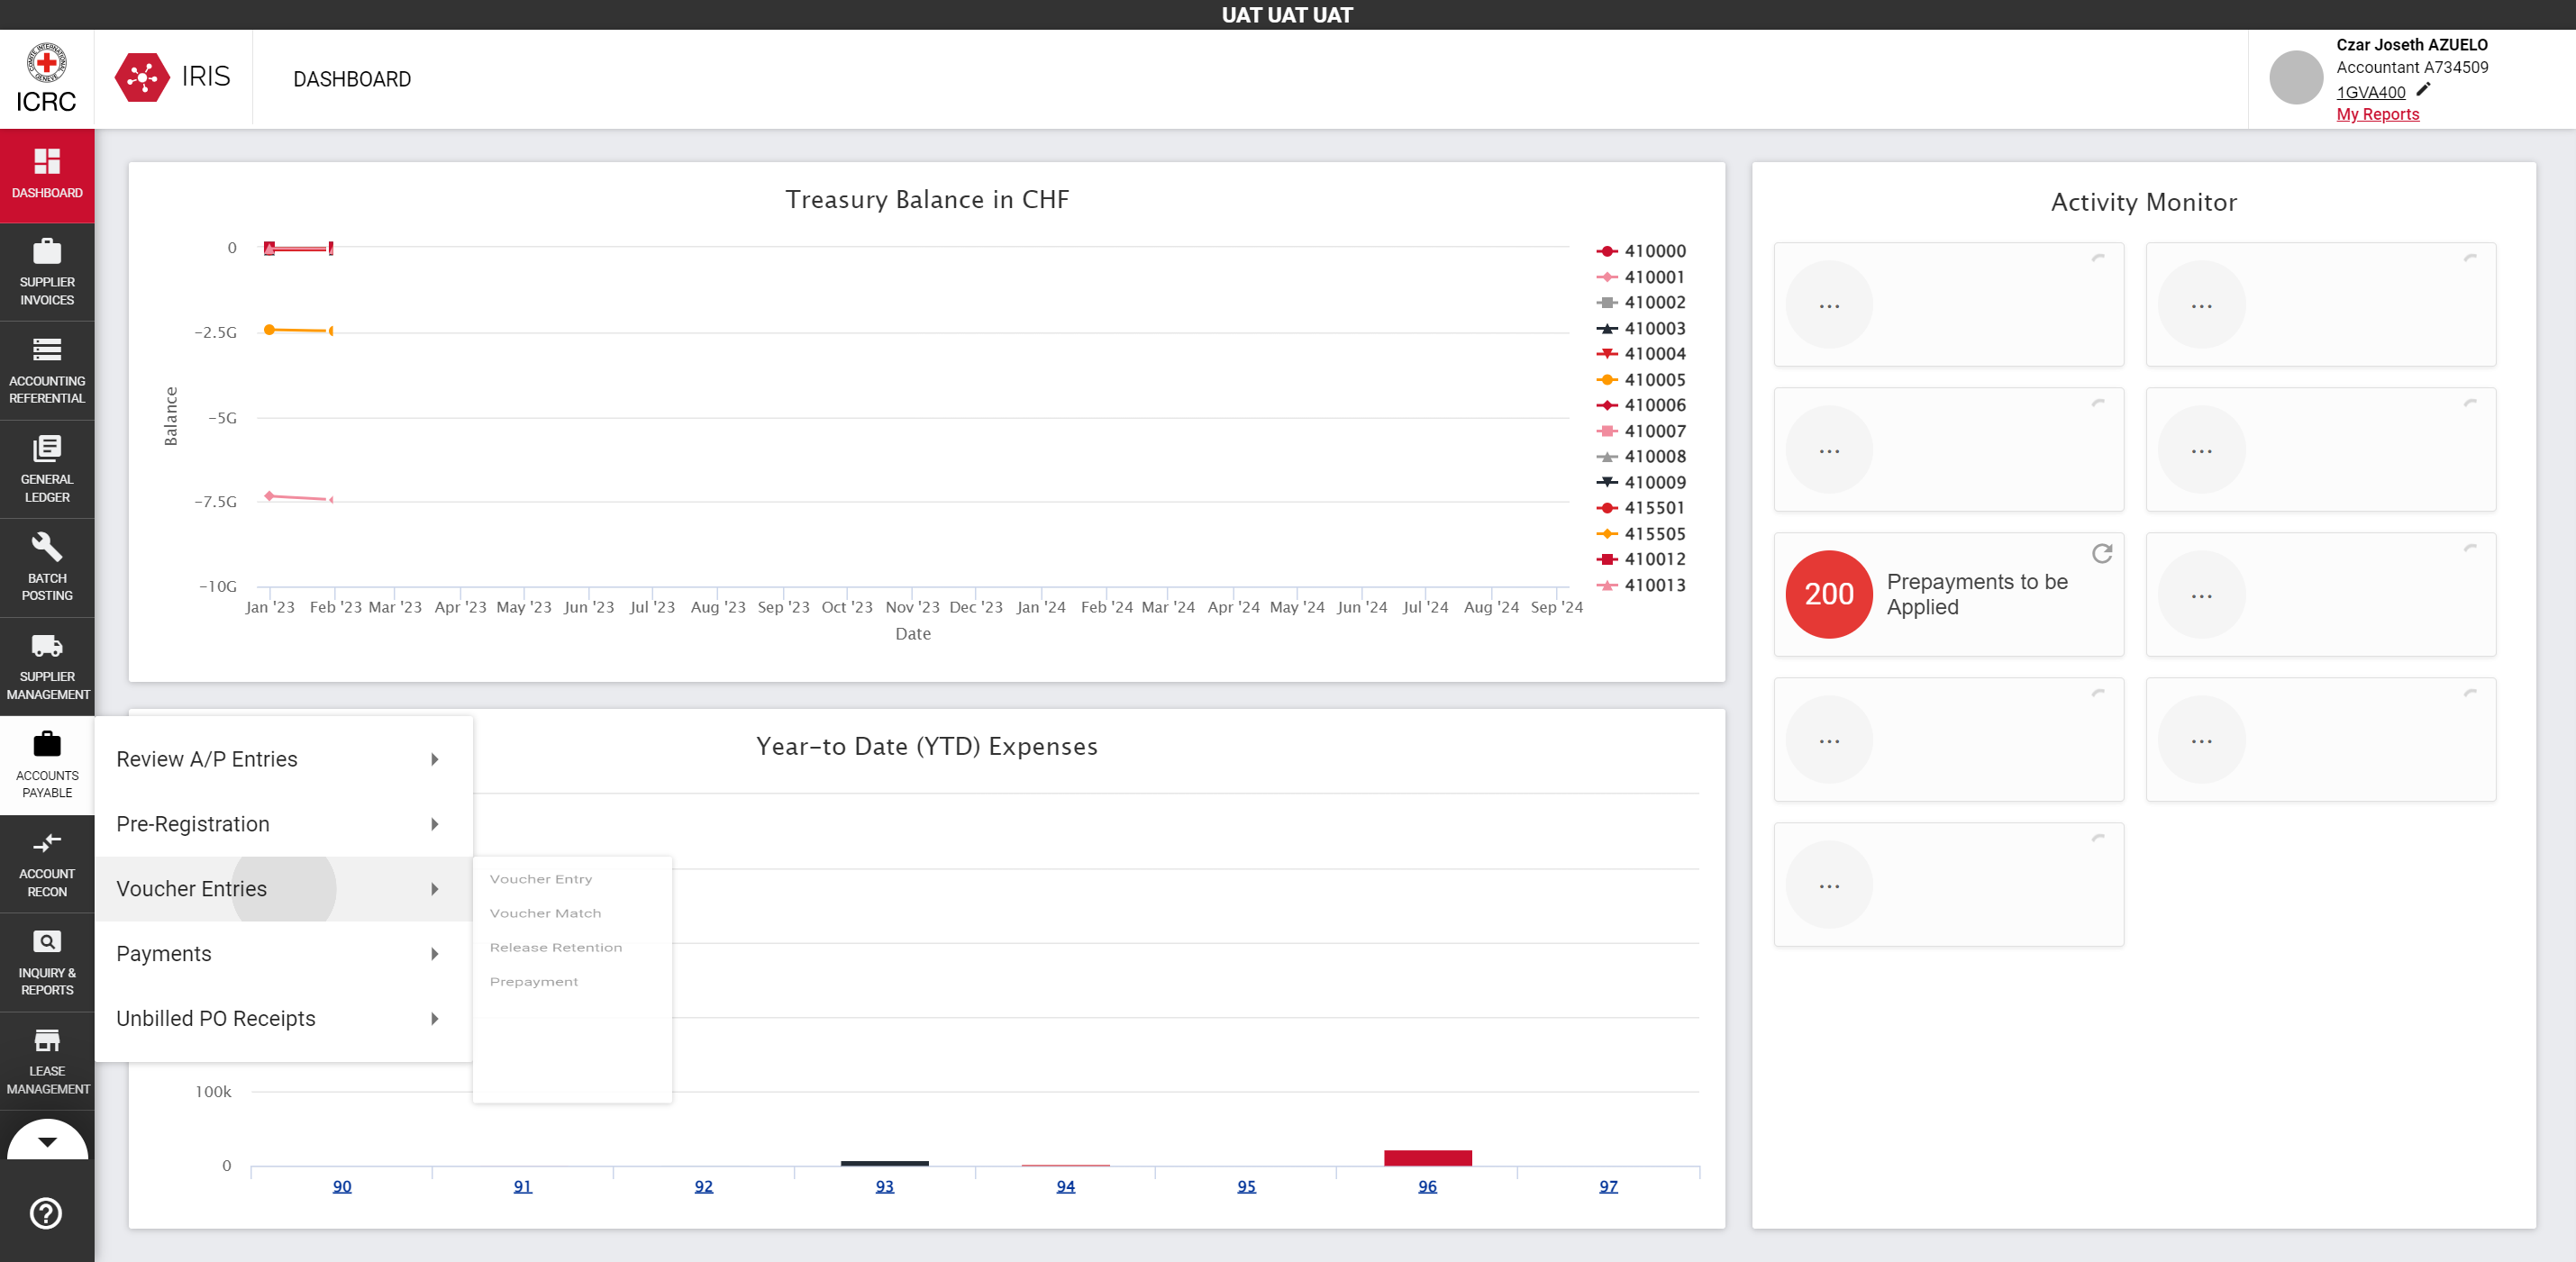 UAT UAT UAT
ICRC
IRIS
DASHBOARD
Czar Joseth AZUELO
Accountant A734509
1GVA400
My Reports
DASHBOARD
SUPPLIER
INVOICES
ACCOUNTING
REFERENTIAL
GENERAL
LEDGER
BATCH
POSTING
SUPPLIER
MANAGEMENT
ACCOUNTS
PAYABLE
ACCOUNT
RECON
INQUIRY &
REPORTS
LEASE
MANAGEMENT
Treasury Balance in CHF
Balance
0
-2.5G
-5G
-7.5G
-10G
Jan '23 Feb '23 Mar '23 Apr '23 May '23 Jun '23 Jul '23 Aug '23 Sep '23 Oct '23 Nov '23 Dec '23 Jan '24 Feb '24 Mar '24 Apr '24 May '24 Jun '24 Jul '24 Aug '24 Sep '24
Date
410000
410001
410002
410003
410004
410005
410006
410007
410008
410009
415501
415505
410012
410013
Review A/P Entries
Pre-Registration
Voucher Entries
Payments
Unbilled PO Receipts
Voucher Entry
Voucher Match
Release Retention
Prepayment
Year-to Date (YTD) Expenses
100k
0
90 91 92 93 94 95 96 97
Activity Monitor
...
...
...
...
200 Prepayments to be
Applied
...
...
...
...